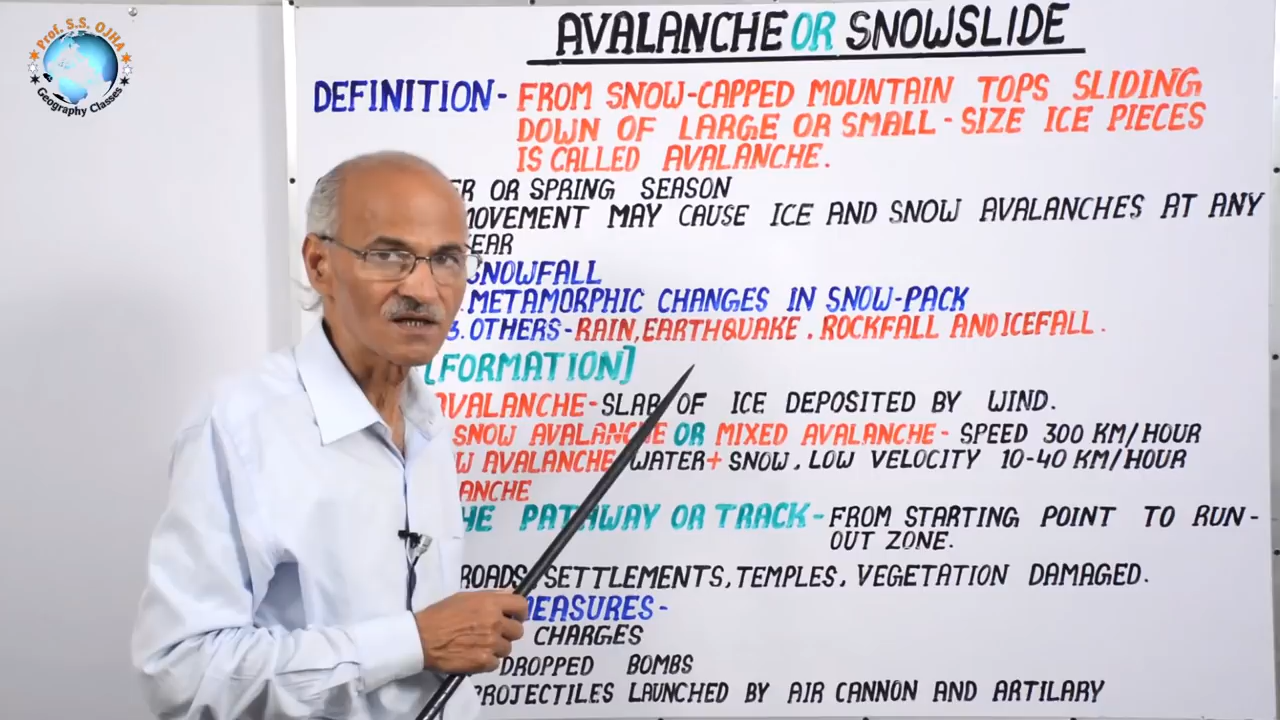 Prof. S.S. OJHA
Geography Classes
AVALANCHE OR SNOWSLIDE
DEFINITION - FROM SNOW-CAPPED MOUNTAIN TOPS SLIDING
DOWN OF LARGE OR SMALL - SIZE ICE PIECES
IS CALLED AVALANCHE.
OR SPRING SEASON
MOVEMENT MAY CAUSE ICE AND SNOW AVALANCHES AT ANY
SNOWFALL
METAMORPHIC CHANGES IN SNOW-PACK
3. OTHERS - RAIN, EARTHQUAKE. ROCKFALL AND ICEFALL.
[FORMATION]
AVALANCHE - SLAB OF ICE DEPOSITED BY WIND.
SNOW AVALANCHE OR MIXED AVALANCHE - SPEED 300 KM/HOUR
AVALANCHE WATER + SNOW, LOW VELOCITY 10-40 KM/HOUR
PATHWAY OR TRACK - FROM STARTING POINT TO RUN-
OUT ZONE.
ROADS, SETTLEMENTS, TEMPLES, VEGETATION DAMAGED.
MEASURES -
CHARGES
DROPPED BOMBS
PROJECTILES LAUNCHED BY AIR CANNON AND ARTILARY